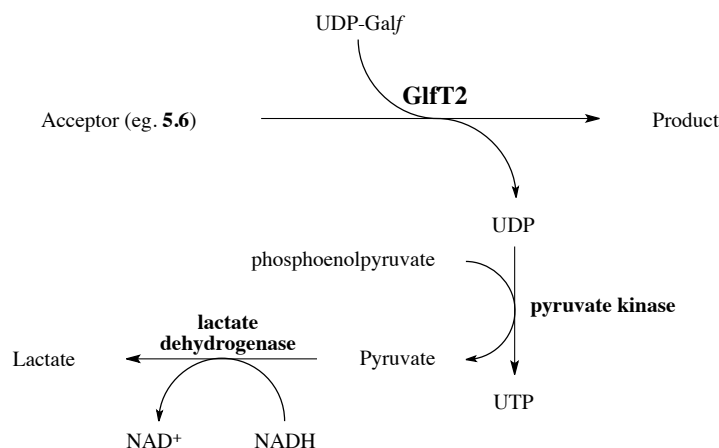 UDP-Galf
GlfT2
Acceptor (eg. 5.6)
Product
UDP
phosphoenolpyruvate
pyruvate kinase
lactate
dehydrogenase
Lactate
Pyruvate
UTP
NAD⁺
NADH